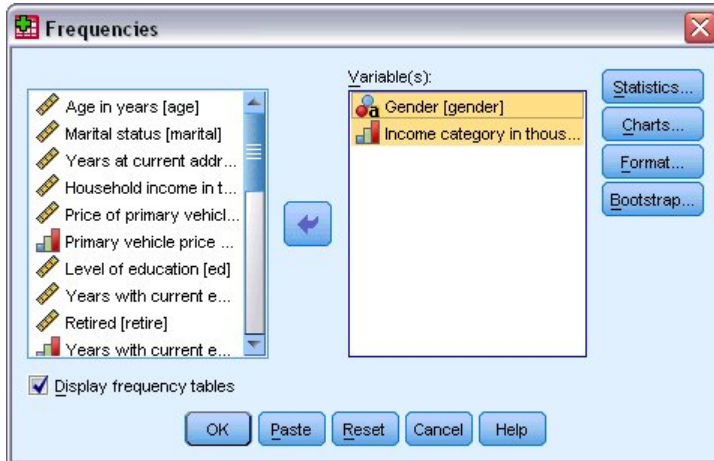 Frequencies
Variable(s):
Age in years [age]
Marital status [marital]
Years at current addr...
Household income in t...
Price of primary vehicl...
Primary vehicle price ...
Level of education [ed]
Years with current e...
Retired [retire]
Years with current e...
Gender [gender]
Income category in thous...
Statistics...
Charts...
Format...
Bootstrap...
Display frequency tables
OK
Paste
Reset
Cancel
Help